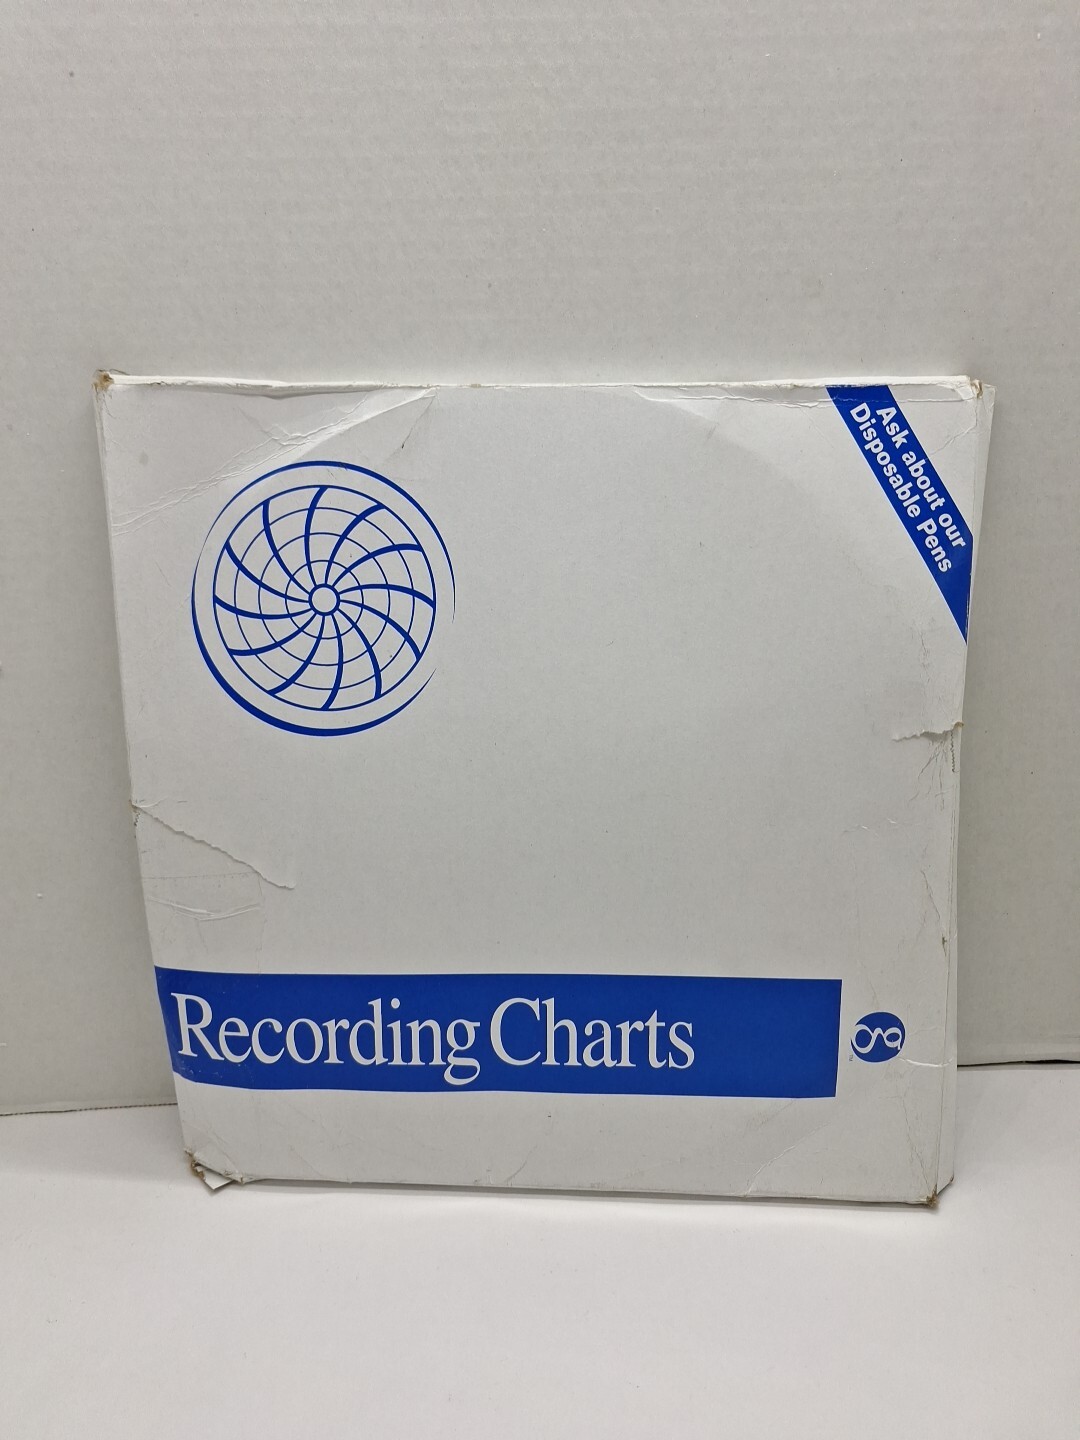 Ask about our
Disposable Pens
Recording Charts